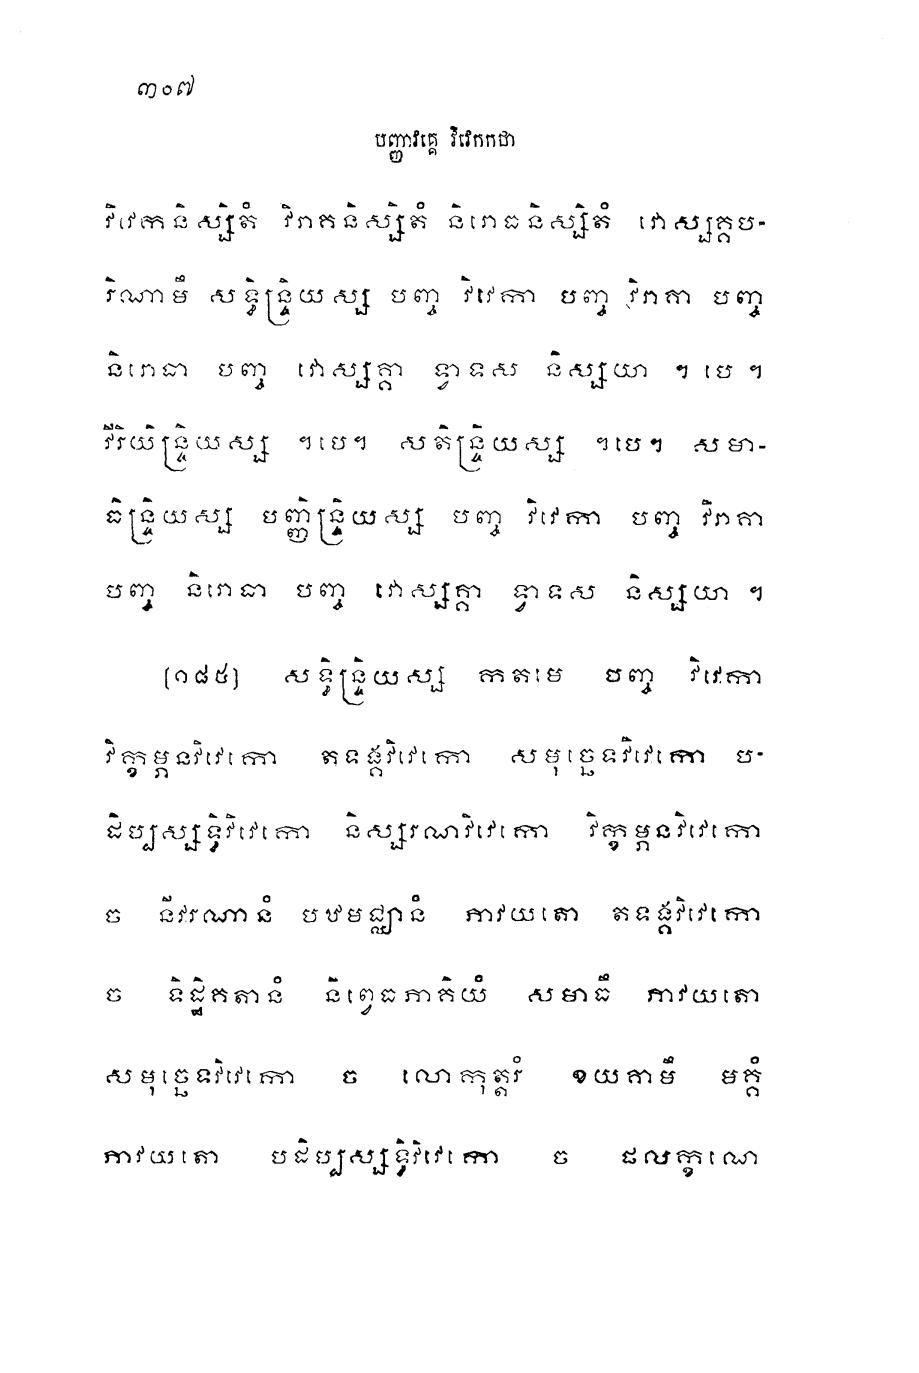 ៣០៧
បញ្ញាវគ្គេ វិវេកកថា
វិវេកនិស្សិតំ វិរាគនិស្សិតំ និរោធនិស្សិតំ វោស្សគ្គប-
រិណាមឹ សទ្ធិន្ទ្រិយស្ស បញ្ច វិវេកា បញ្ច វិរាគា បញ្ច
និរោធា បញ្ច វោស្សគ្គា ទ្វាទស និស្សយា ។ បេ ។
វីរិយិន្ទ្រិយស្ស ។បេ។ សតិន្ទ្រិយស្ស ។បេ។ សមា-
ធិន្ទ្រិយស្ស បញ្ញិន្ទ្រិយស្ស បញ្ច វិវេកា បញ្ច វិរាគា
បញ្ច និរោធា បញ្ច វោស្សគ្គា ទ្វាទស និស្សយា ។
(១៨៥) សទ្ធិន្ទ្រិយស្ស កតមេ បញ្ច វិវេកា
វិក្ខម្ភនវិវេកោ តទង្គវិវេកោ សមុច្ឆេទវិវេកោ ប-
ដិប្បស្សទ្ធិវិវេកោ និស្សរណវិវេកោ វិក្ខម្ភនវិវេកោ
ច នីវរណានំ បឋមជ្ឈានំ ភាវយតោ តទង្គវិវេកោ
ច ទិដ្ឋិគតានំ និព្វេធភាគិយំ សមាធឹ ភាវយតោ
សមុច្ឆេទវិវេកោ ច លោកុត្តរំ ខយគាមឹ មគ្គំ
ភាវយតោ បដិប្បស្សទ្ធិវិវេកោ ច ផលក្ខណេ